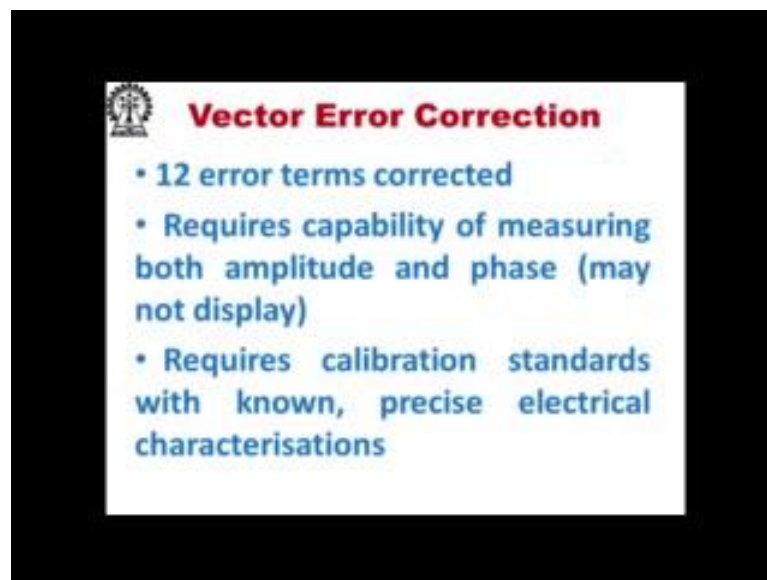 Vector Error Correction
• 12 error terms corrected
• Requires capability of measuring
both amplitude and phase (may
not display)
• Requires calibration standards
with known, precise electrical
characterisations